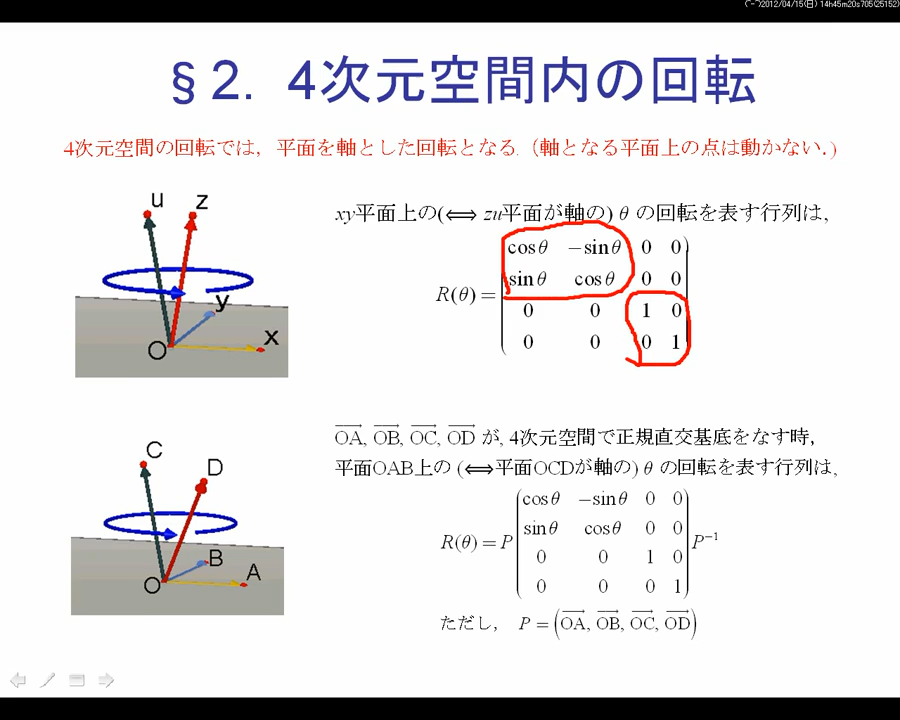 (^-^)2012/04/15(日) 14h45m20s705(25152)
§2. 4次元空間内の回転
4次元空間の回転では, 平面を軸とした回転となる. (軸となる平面上の点は動かない.)
u z
y
x
O
xy平面上の(⟺ zu平面が軸の) θ の回転を表す行列は,
cosθ −sinθ 0 0
sinθ cosθ 0 0
R(θ) =
0 0 1 0
0 0 0 1
C
D
B
A
O
OA, OB, OC, OD が, 4次元空間で正規直交基底をなす時,
平面OAB上の (⟺平面OCDが軸の) θ の回転を表す行列は,
cosθ −sinθ 0 0
sinθ cosθ 0 0
R(θ) = P P⁻¹
0 0 1 0
0 0 0 1
ただし, P = (OA, OB, OC, OD)